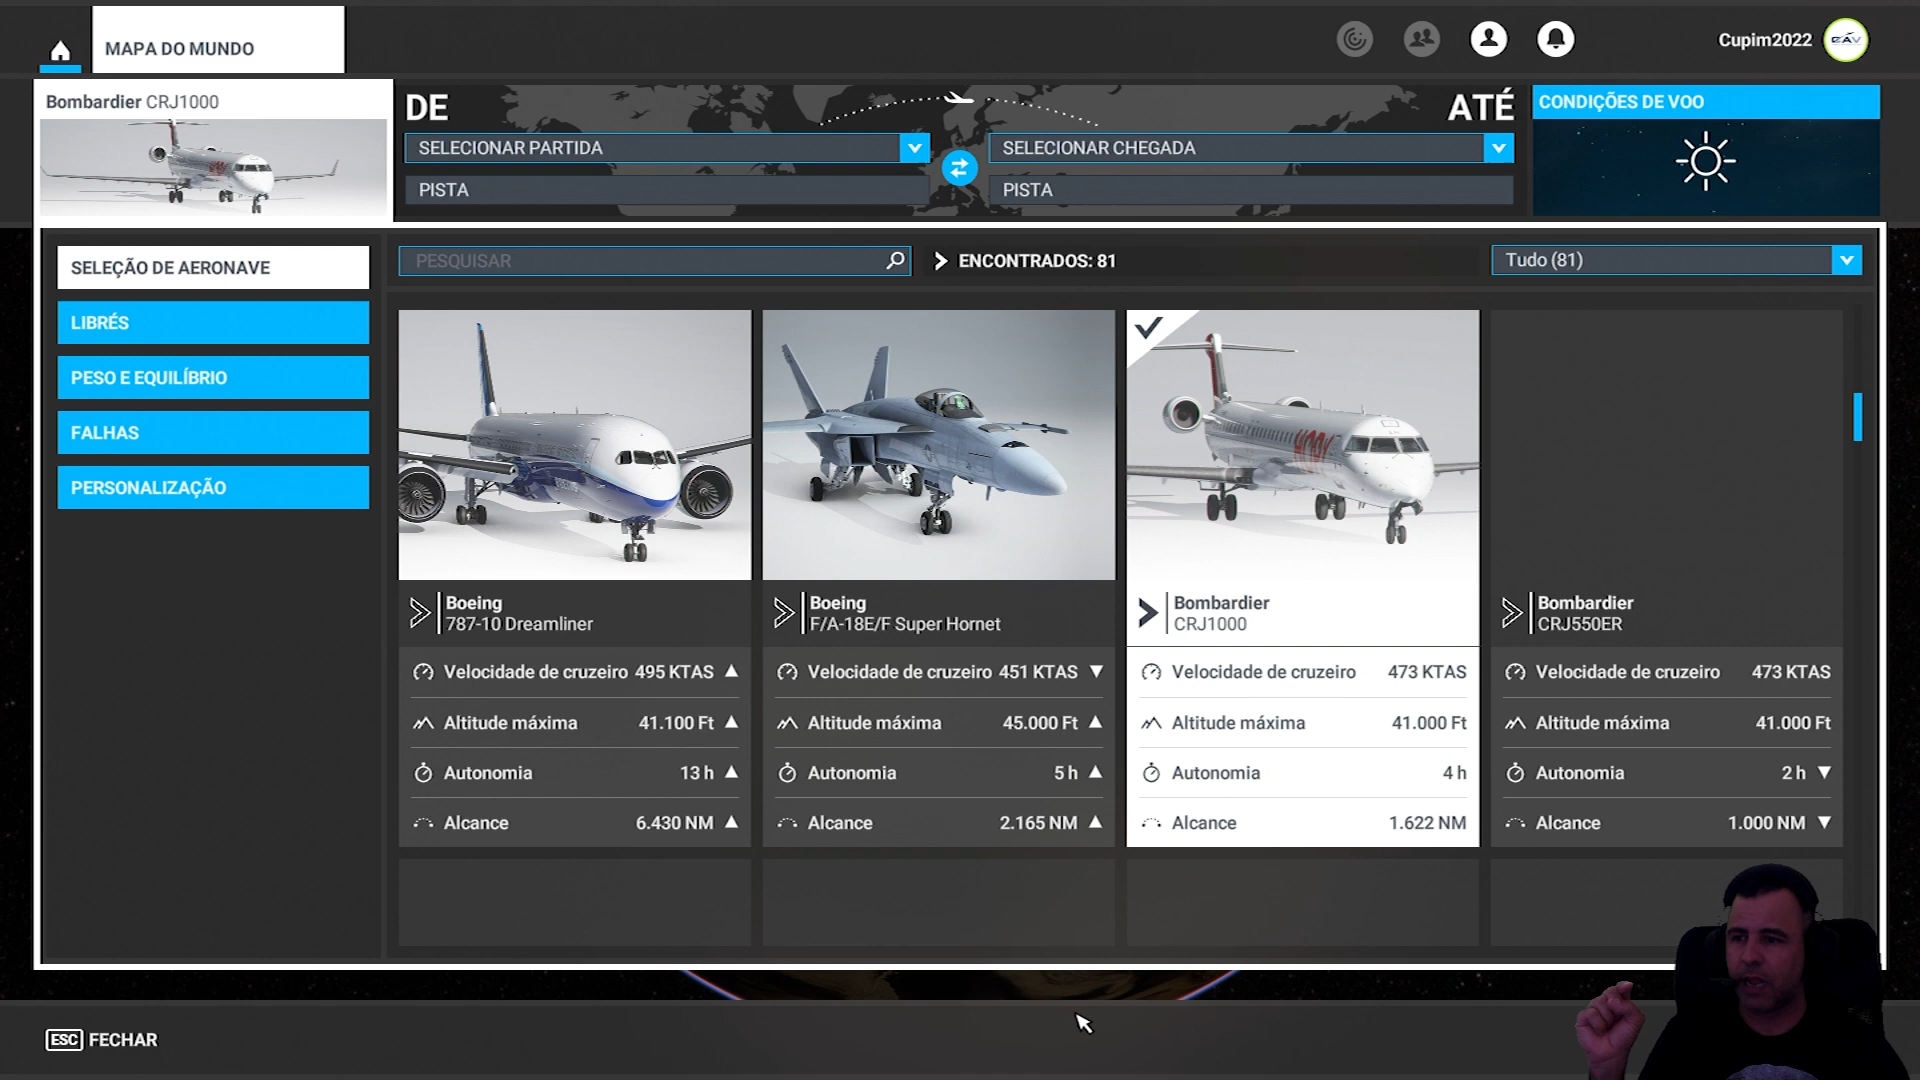 MAPA DO MUNDO
Cupim2022
Bombardier CRJ1000
DE
ATÉ
CONDIÇÕES DE VOO
SELECIONAR PARTIDA
SELECIONAR CHEGADA
PISTA
PISTA
SELEÇÃO DE AERONAVE
LIBRÉS
PESO E EQUILÍBRIO
FALHAS
PERSONALIZAÇÃO
PESQUISAR
ENCONTRADOS: 81
Tudo (81)
Boeing
787-10 Dreamliner
Velocidade de cruzeiro 495 KTAS
Altitude máxima 41.100 Ft
Autonomia 13 h
Alcance 6.430 NM
Boeing
F/A-18E/F Super Hornet
Velocidade de cruzeiro 451 KTAS
Altitude máxima 45.000 Ft
Autonomia 5 h
Alcance 2.165 NM
Bombardier
CRJ1000
Velocidade de cruzeiro 473 KTAS
Altitude máxima 41.000 Ft
Autonomia 4 h
Alcance 1.622 NM
Bombardier
CRJ550ER
Velocidade de cruzeiro 473 KTAS
Altitude máxima 41.000 Ft
Autonomia 2 h
Alcance 1.000 NM
ESC FECHAR